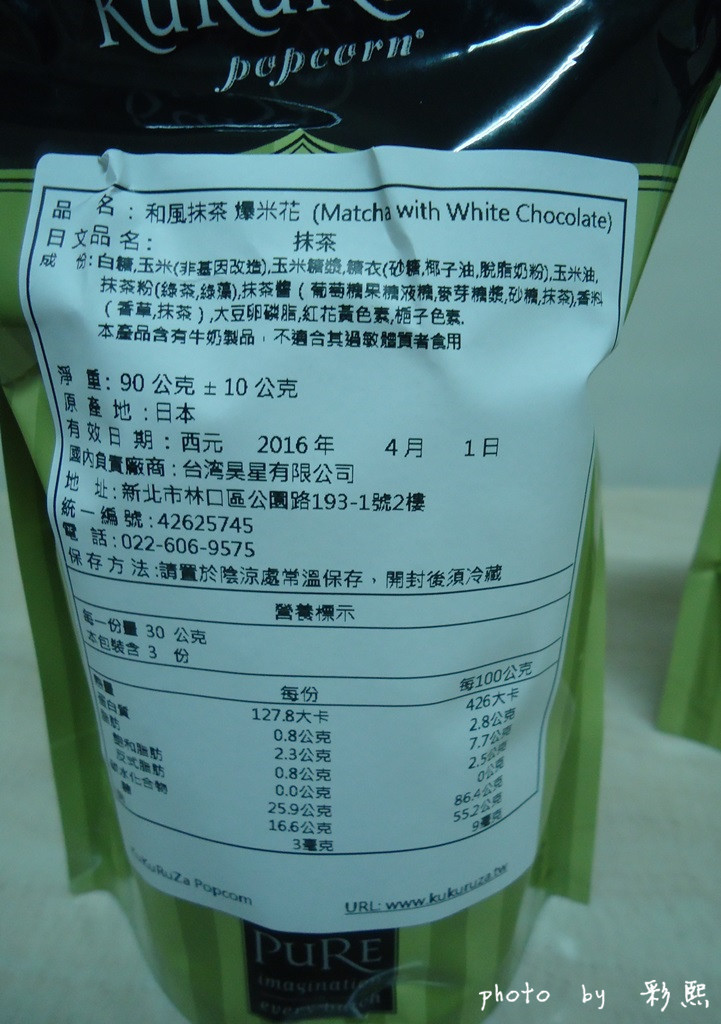 KuKuRu
popcorn
品 名：和風抹茶 爆米花 (Matcha with White Chocolate)
日文品名： 抹茶
成 份：白糖,玉米(非基因改造),玉米糖漿,糖衣(砂糖,椰子油,脫脂奶粉),玉米油,
抹茶粉(綠茶,綠藻),抹茶醬（葡萄糖果糖液糖,麥芽糖漿,砂糖,抹茶),香料
（香草,抹茶）,大豆卵磷脂,紅花黃色素,梔子色素.
本產品含有牛奶製品，不適合其過敏體質者食用
淨 重：90 公克 ± 10 公克
原 產 地：日本
有效日期：西元 2016 年 4 月 1 日
國內負責廠商：台湾昊星有限公司
地 址：新北市林口區公園路193-1號2樓
統一編號：42625745
電 話：022-606-9575
保存方法：請置於陰涼處常溫保存，開封後須冷藏
營養標示
每一份量 30 公克
本包裝含 3 份
每份 每100公克
熱量 127.8大卡 426大卡
蛋白質 0.8公克 2.8公克
脂肪 2.3公克 7.7公克
飽和脂肪 0.8公克 2.5公克
反式脂肪 0.0公克 0公克
碳水化合物 25.9公克 86.4公克
糖 16.6公克 55.2公克
3毫克 9毫克
KuKuRuZa Popcorn URL: www.kukuruza.tw
PuRE
imagination
every bunch
photo by 彩熙